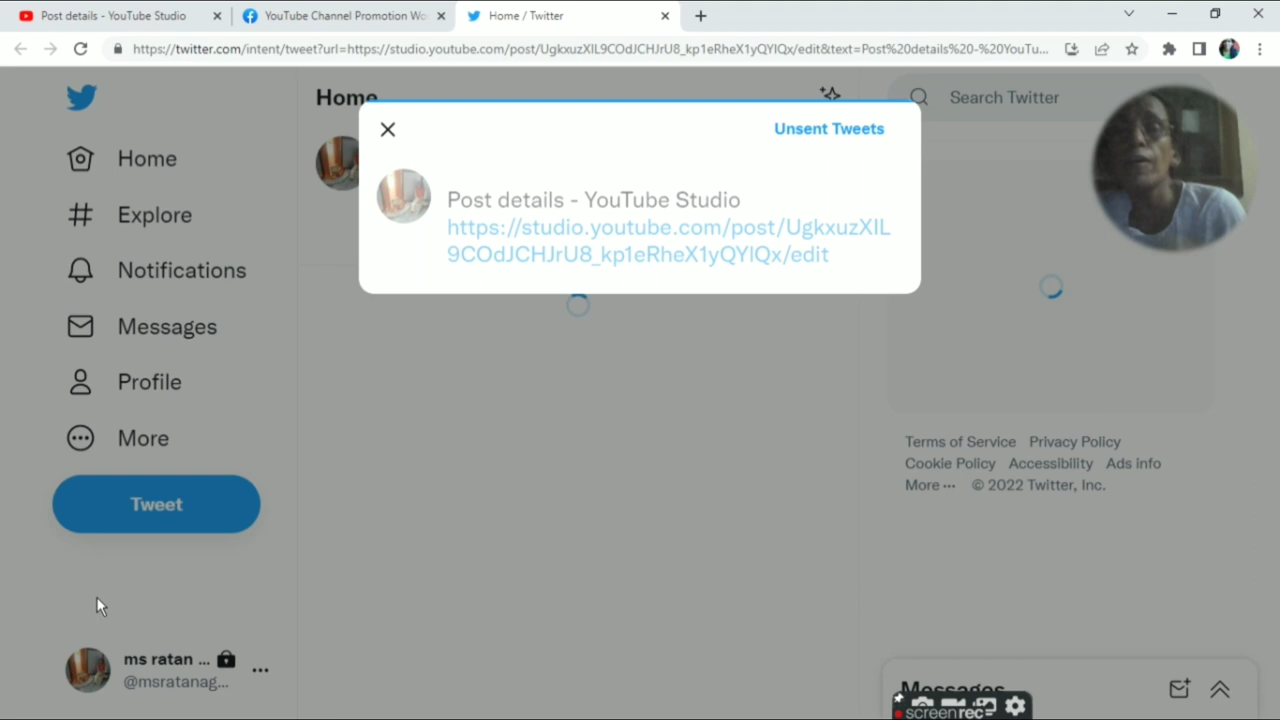 Post details - YouTube Studio
YouTube Channel Promotion Wo
Home / Twitter
https://twitter.com/intent/tweet?url=https://studio.youtube.com/post/UgkxuzXIL9COdJCHJrU8_kp1eRheX1yQYIQx/edit&text=Post%20details%20-%20YouTu...
Home
Explore
Notifications
Messages
Profile
More
Tweet
ms ratan ...
@msratanag...
Home
Unsent Tweets
Post details - YouTube Studio
https://studio.youtube.com/post/UgkxuzXIL
9COdJCHJrU8_kp1eRheX1yQYIQx/edit
Search Twitter
Terms of Service Privacy Policy
Cookie Policy Accessibility Ads info
More ··· © 2022 Twitter, Inc.
Messages
screenrec